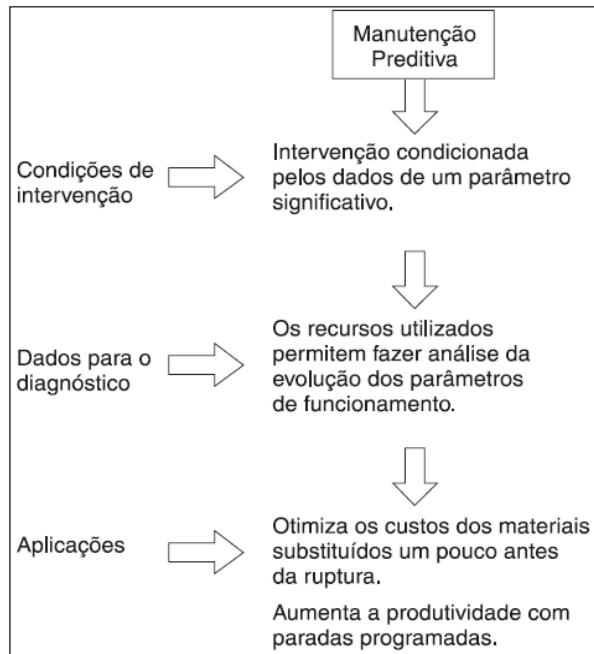 Manutenção
Preditiva
Condições de
intervenção
Intervenção condicionada
pelos dados de um parâmetro
significativo.
Dados para o
diagnóstico
Os recursos utilizados
permitem fazer análise da
evolução dos parâmetros
de funcionamento.
Aplicações
Otimiza os custos dos materiais
substituídos um pouco antes
da ruptura.
Aumenta a produtividade com
paradas programadas.